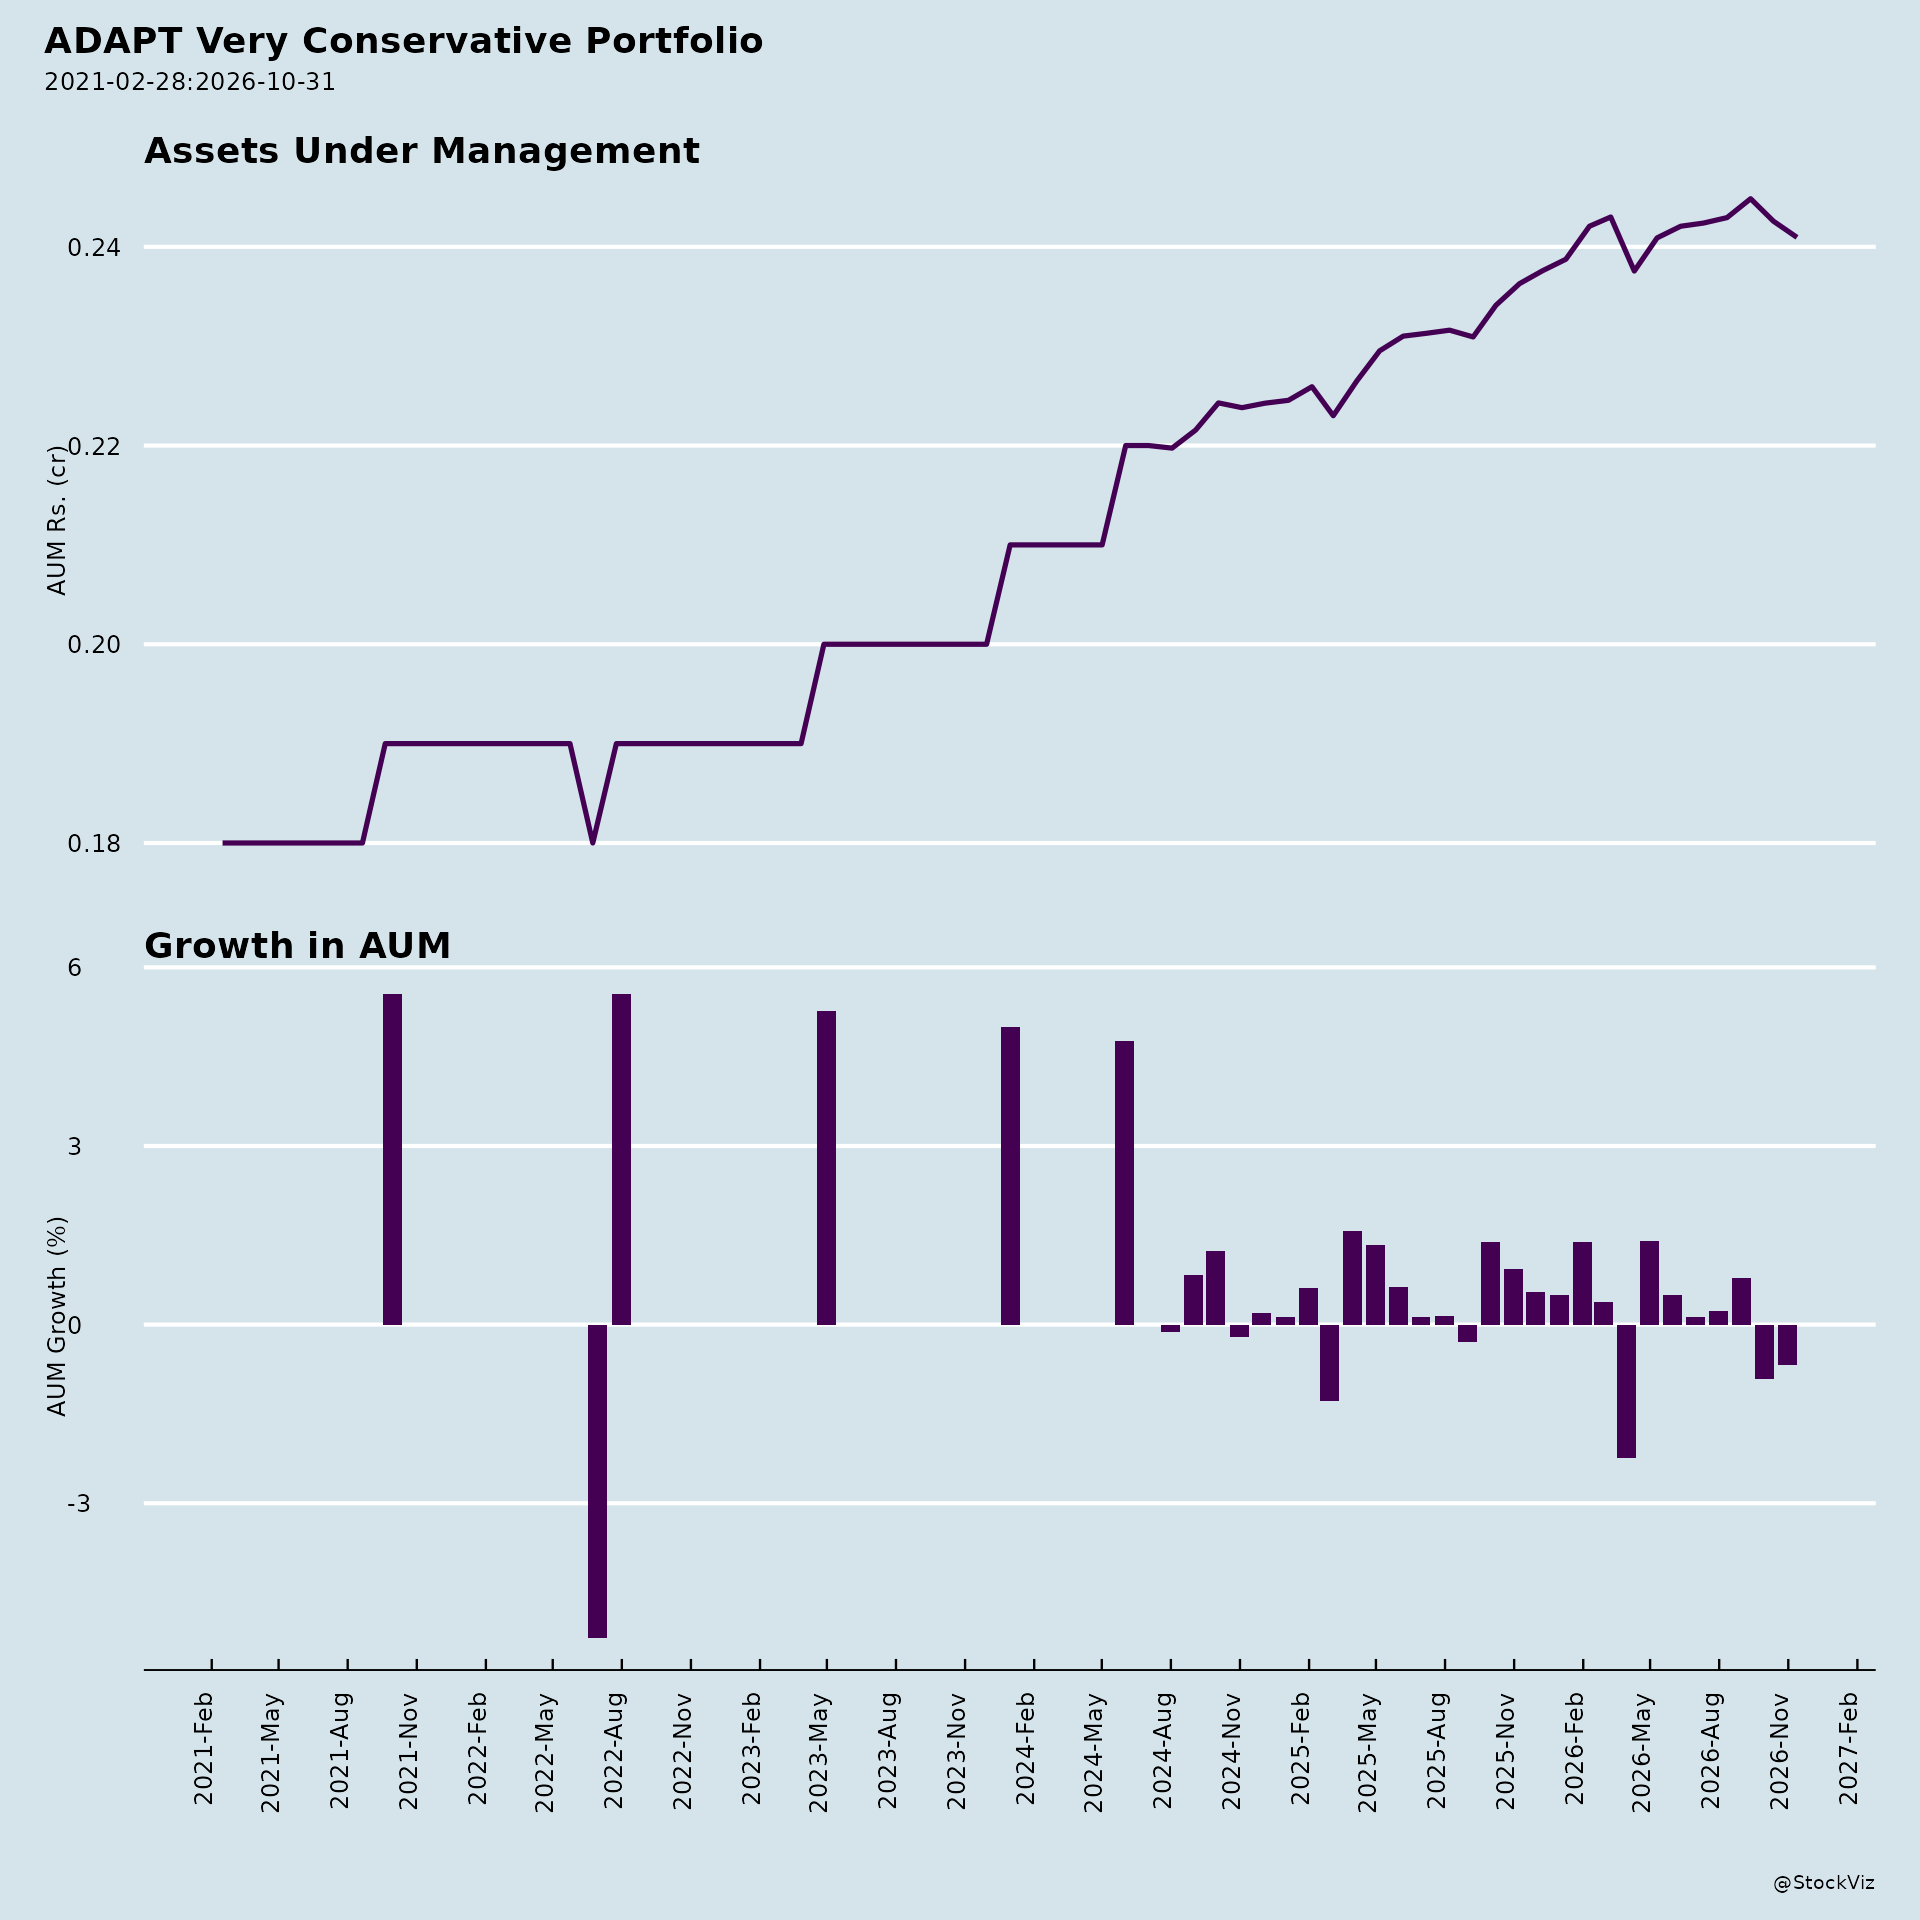 ADAPT Very Conservative Portfolio
2021-02-28:2026-10-31
Assets Under Management
AUM Rs. (cr)
0.24
0.22
0.20
0.18
Growth in AUM
AUM Growth (%)
6
3
0
-3
2021-Feb
2021-May
2021-Aug
2021-Nov
2022-Feb
2022-May
2022-Aug
2022-Nov
2023-Feb
2023-May
2023-Aug
2023-Nov
2024-Feb
2024-May
2024-Aug
2024-Nov
2025-Feb
2025-May
2025-Aug
2025-Nov
2026-Feb
2026-May
2026-Aug
2026-Nov
2027-Feb
@StockViz